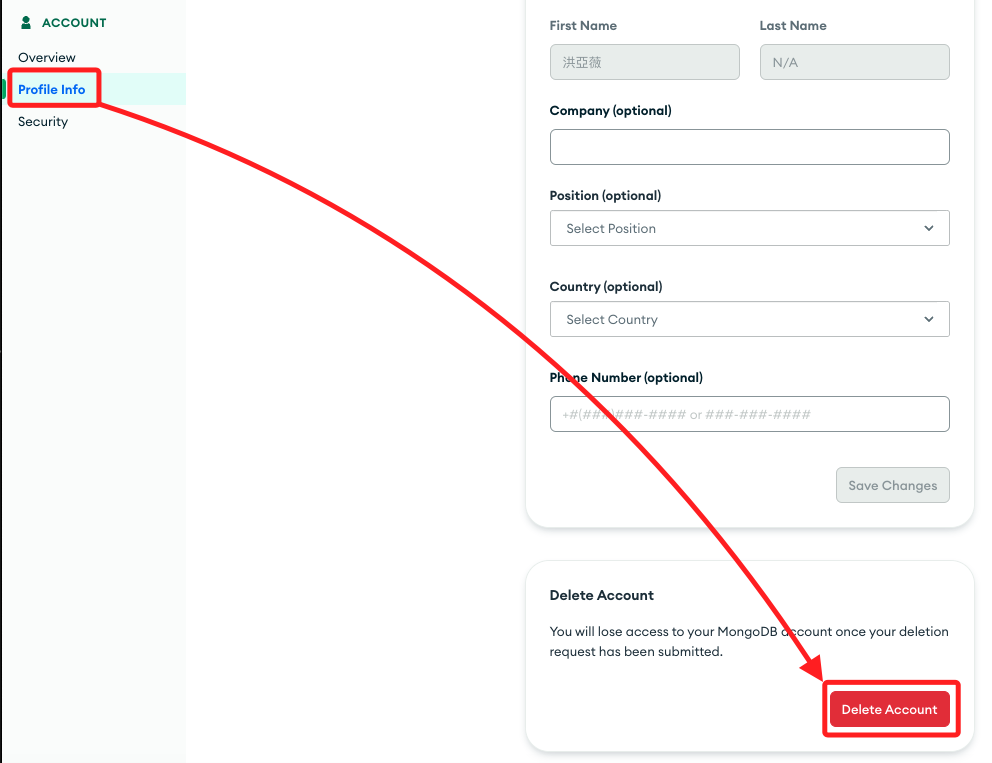 ACCOUNT
Overview
Profile Info
Security
First Name
Last Name
洪亞薇
N/A
Company (optional)
Position (optional)
Select Position
Country (optional)
Select Country
Phone Number (optional)
+#(###)###-#### or ###-###-####
Save Changes
Delete Account
You will lose access to your MongoDB account once your deletion
request has been submitted.
Delete Account